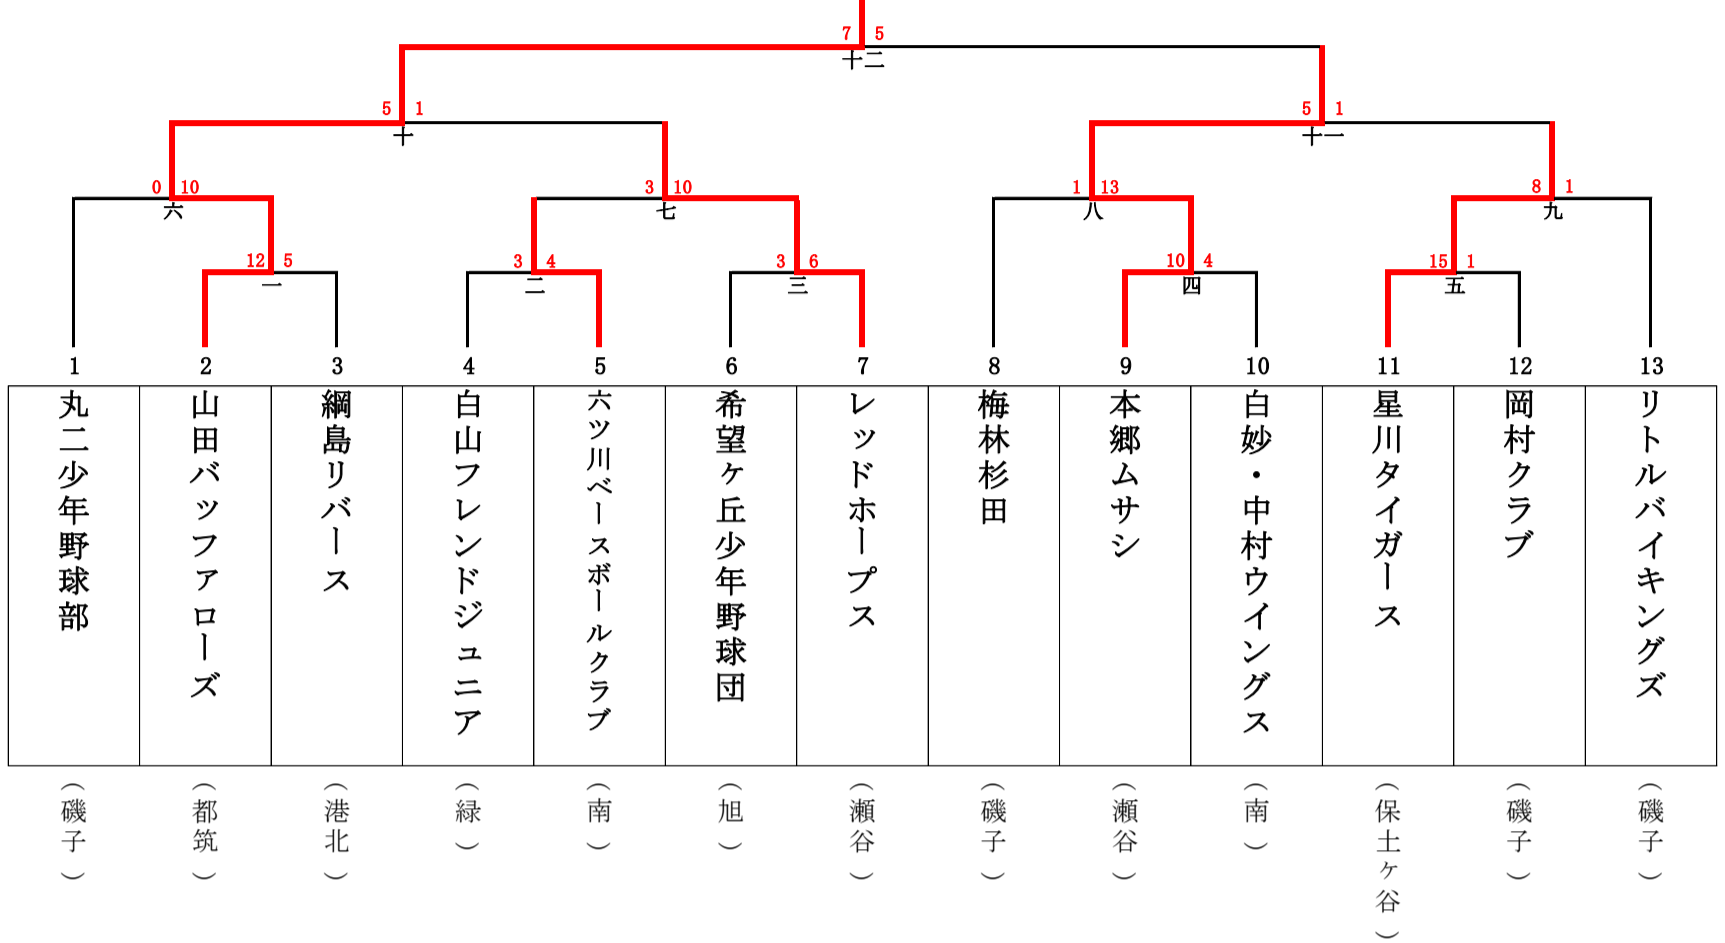 7 5
十二
5 1
十
5 1
十一
0 10
六
3 10
七
1 13
八
8 1
九
12 5
一
3 4
二
3 6
三
10 4
四
15 1
五
1
2
3
4
5
6
7
8
9
10
11
12
13
丸二少年野球部
山田バッファローズ
綱島リバース
白山フレンドジュニア
六ツ川ベースボールクラブ
希望ヶ丘少年野球団
レッドホープス
梅林杉田
本郷ムサシ
白妙・中村ウイングス
星川タイガース
岡村クラブ
リトルバイキングズ
（磯子）
（都筑）
（港北）
（緑）
（南）
（旭）
（瀬谷）
（磯子）
（瀬谷）
（南）
（保土ヶ谷）
（磯子）
（磯子）